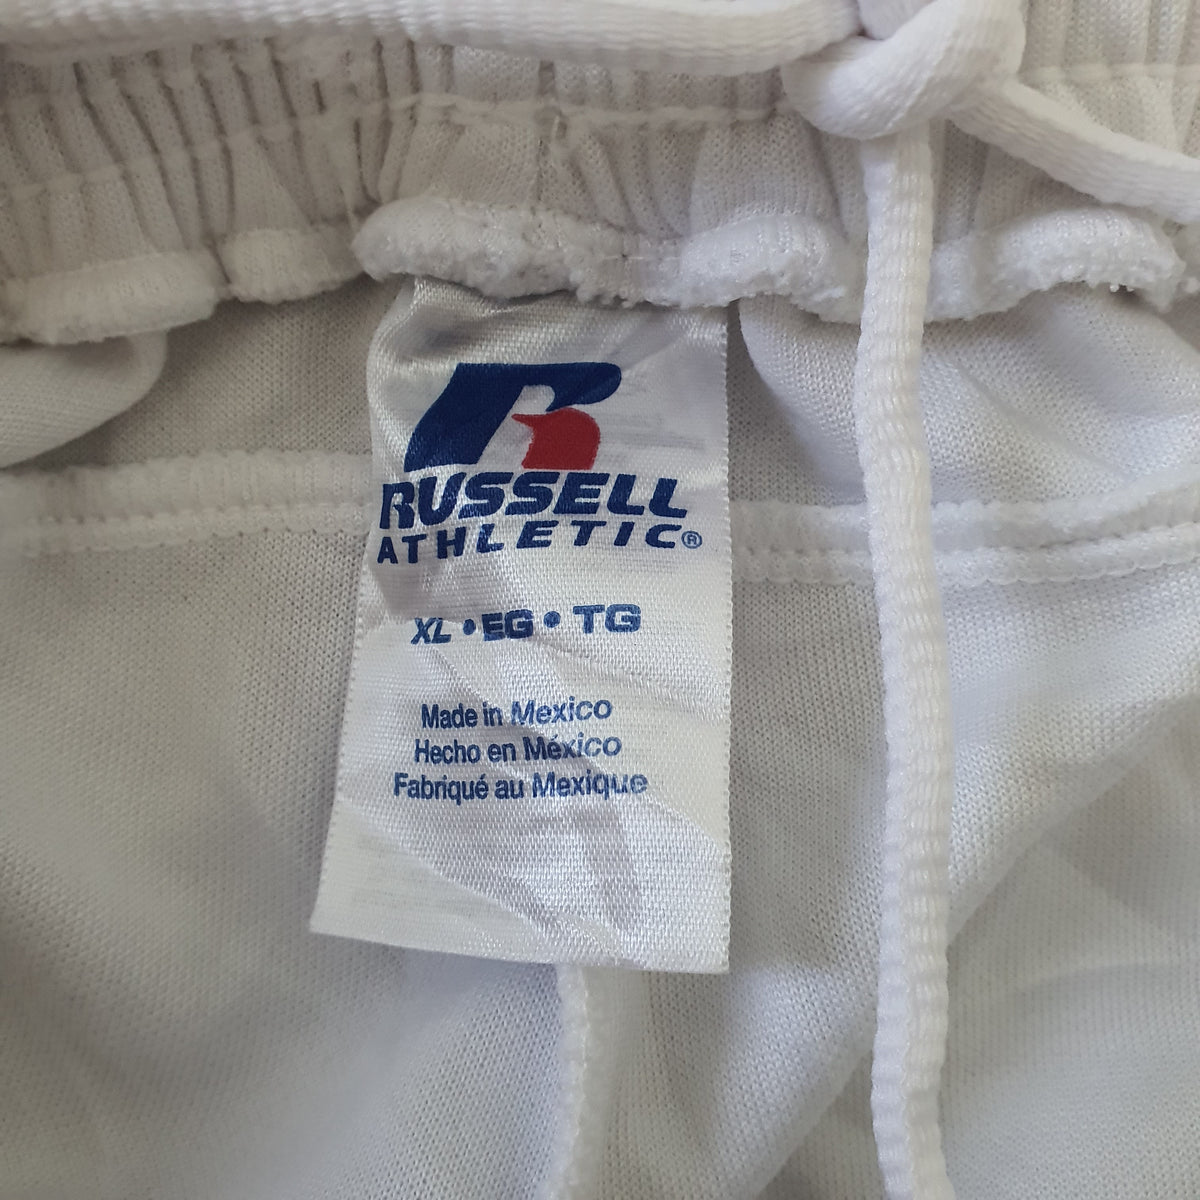 RUSSELL
ATHLETIC®
XL • EG • TG
Made in Mexico
Hecho en México
Fabriqué au Mexique